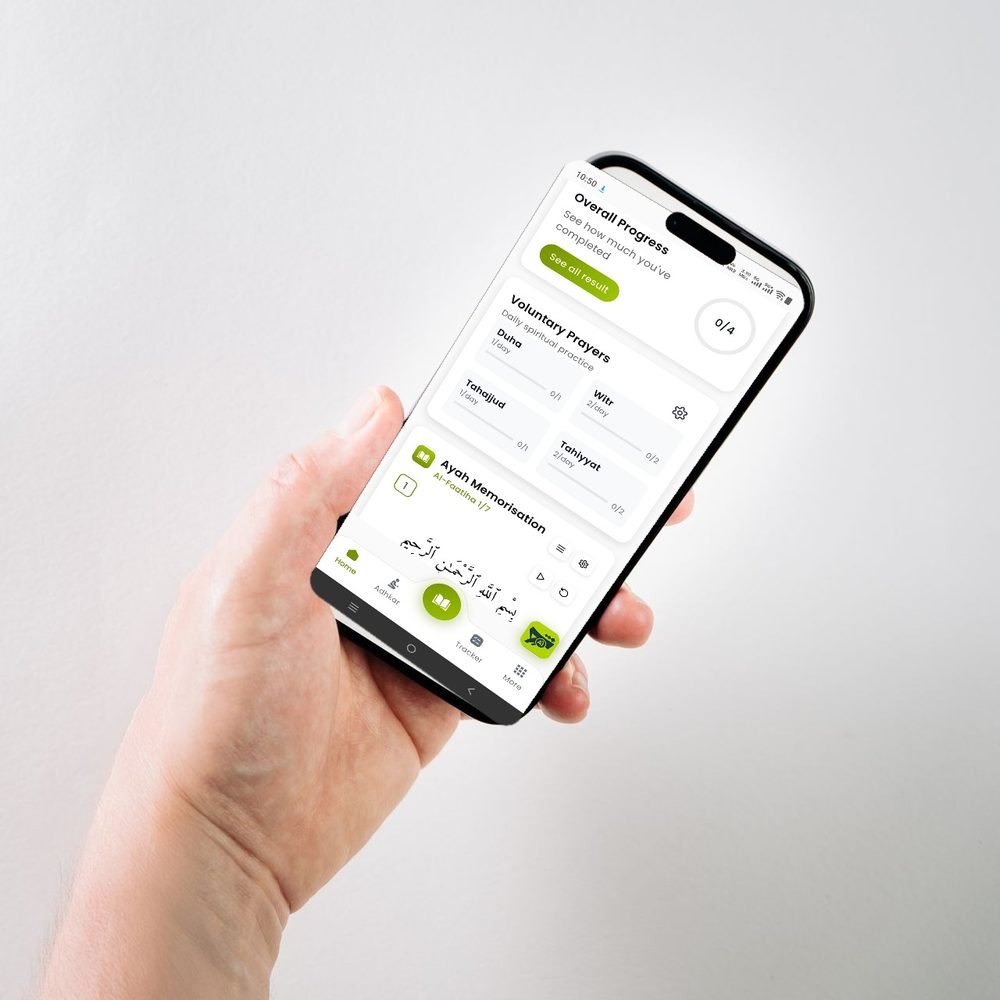 10:50
Overall Progress
See how much you've
completed
See all result
0/4
Voluntary Prayers
Daily spiritual practice
Duha
1/day
0/1
Witr
2/day
0/2
Tahajjud
1/day
0/1
Tahiyyat
2/day
0/2
Ayah Memorisation
Al-Faatiha 1/7
1
بِسْمِ ٱللَّهِ ٱلرَّحْمَـٰنِ ٱلرَّحِيمِ
Home
Adhkar
Tracker
More